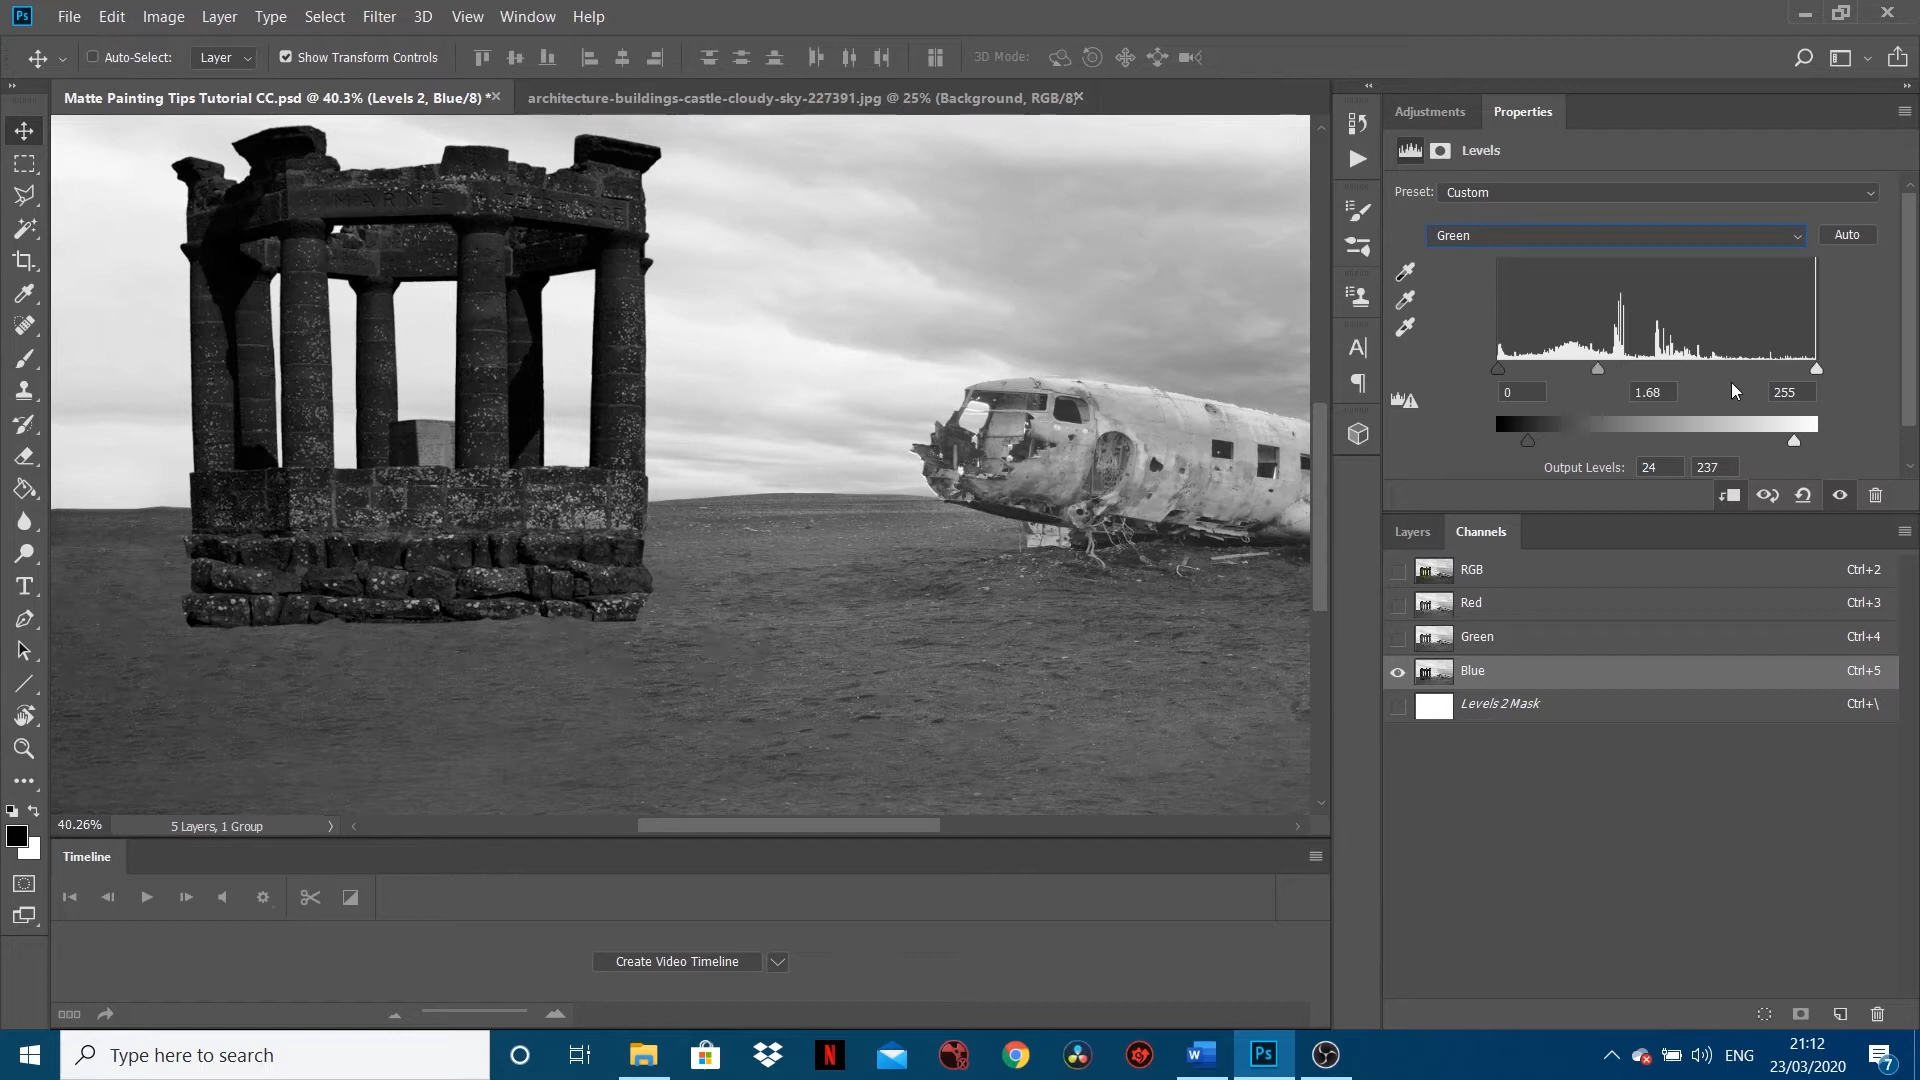 Ps File Edit Image Layer Type Select Filter 3D View Window Help
Auto-Select: Layer Show Transform Controls 3D Mode:
Matte Painting Tips Tutorial CC.psd @ 40.3% (Levels 2, Blue/8) * architecture-buildings-castle-cloudy-sky-227391.jpg @ 25% (Background, RGB/8)
Adjustments Properties
Levels
Preset: Custom
Green Auto
0 1.68 255
Output Levels: 24 237
MARNE
Layers Channels
RGB Ctrl+2
Red Ctrl+3
Green Ctrl+4
Blue Ctrl+5
Levels 2 Mask Ctrl+\
40.26% 5 Layers, 1 Group
Timeline
Create Video Timeline
Type here to search
N W Ps
ENG
21:12
23/03/2020
7